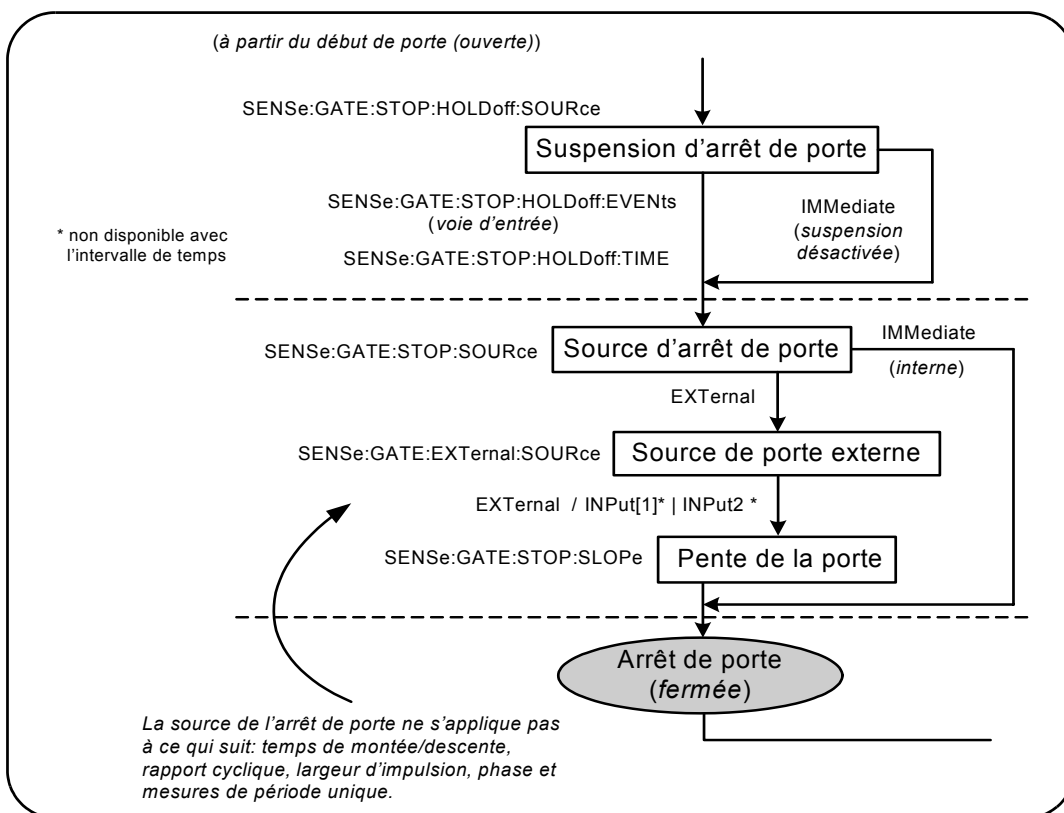 (à partir du début de porte (ouverte))
SENSe:GATE:STOP:HOLDoff:SOURce
Suspension d’arrêt de porte
SENSe:GATE:STOP:HOLDoff:EVENts
(voie d’entrée)
SENSe:GATE:STOP:HOLDoff:TIME
IMMediate
(suspension
désactivée)
* non disponible avec
l’intervalle de temps
SENSe:GATE:STOP:SOURce
Source d’arrêt de porte
IMMediate
(interne)
EXTernal
SENSe:GATE:EXTernal:SOURce
Source de porte externe
EXTernal / INPut[1]* | INPut2 *
SENSe:GATE:STOP:SLOPe
Pente de la porte
Arrêt de porte
(fermée)
La source de l’arrêt de porte ne s’applique pas
à ce qui suit: temps de montée/descente,
rapport cyclique, largeur d’impulsion, phase et
mesures de période unique.